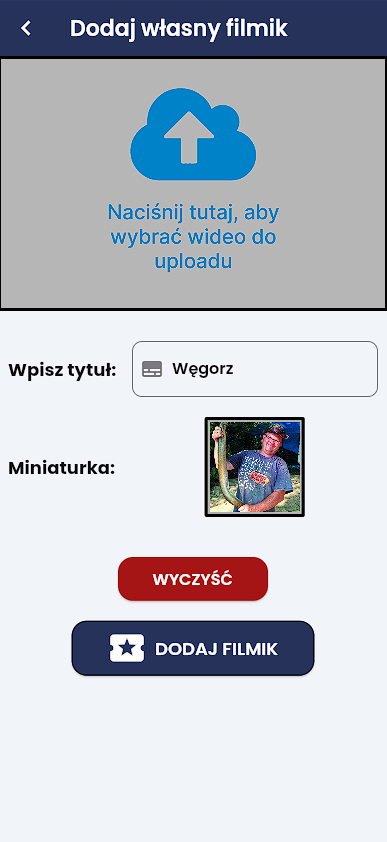 Dodaj własny filmik
Naciśnij tutaj, aby
wybrać wideo do
uploadu
Wpisz tytuł:
Węgorz
Miniaturka:
WYCZYŚĆ
DODAJ FILMIK